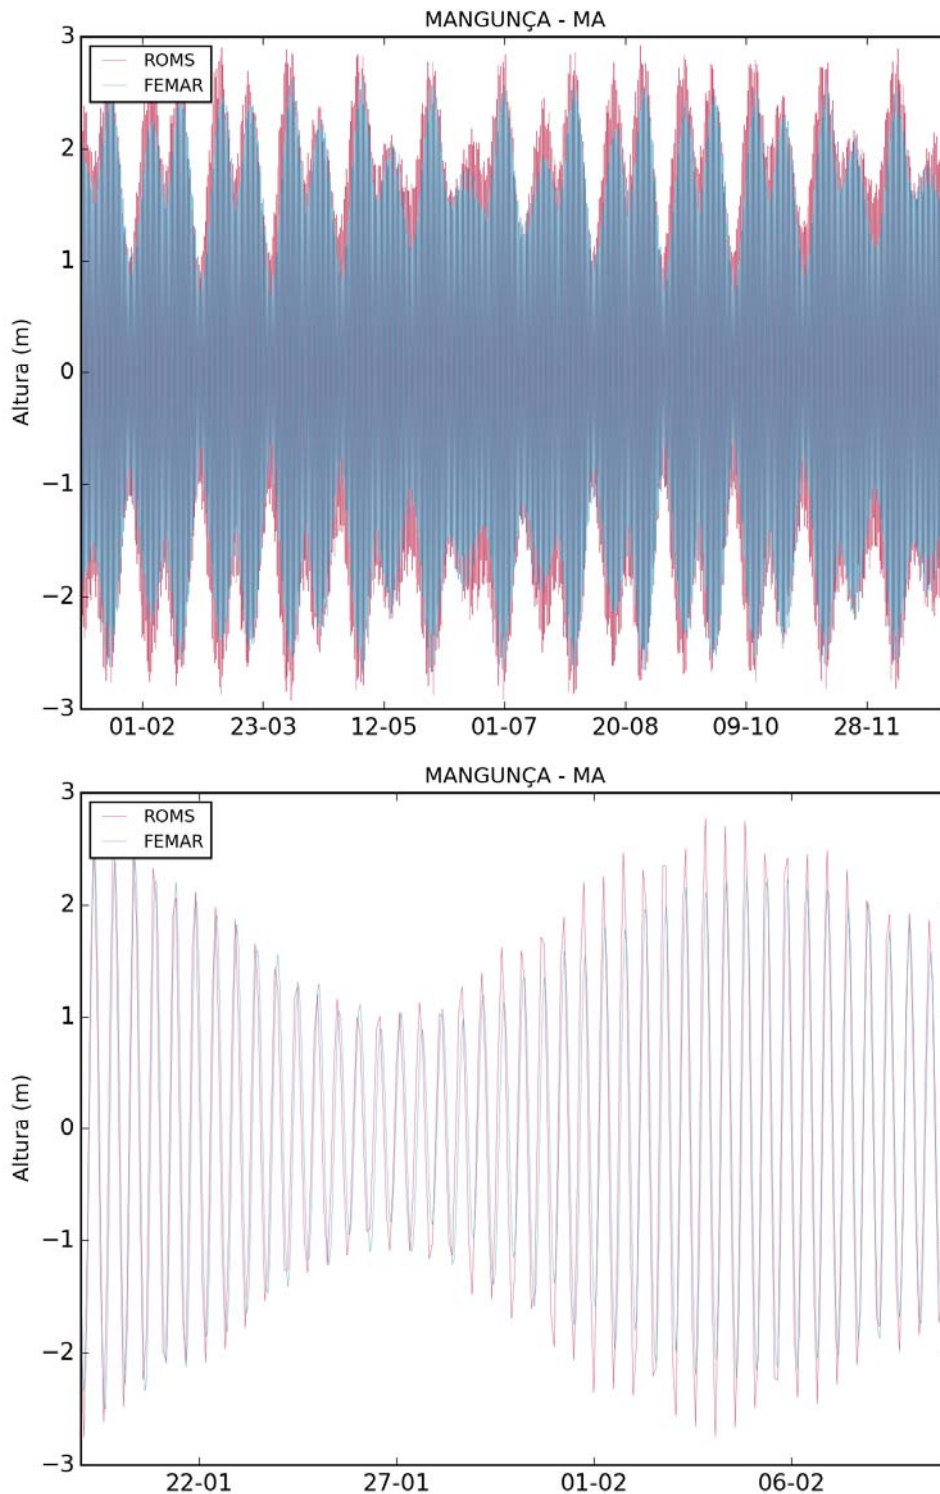 MANGUNÇA - MA
3
ROMS
FEMAR
2
1
0
Altura (m)
−1
−2
−3
01-02 23-03 12-05 01-07 20-08 09-10 28-11
MANGUNÇA - MA
3
ROMS
FEMAR
2
1
0
Altura (m)
−1
−2
−3
22-01 27-01 01-02 06-02